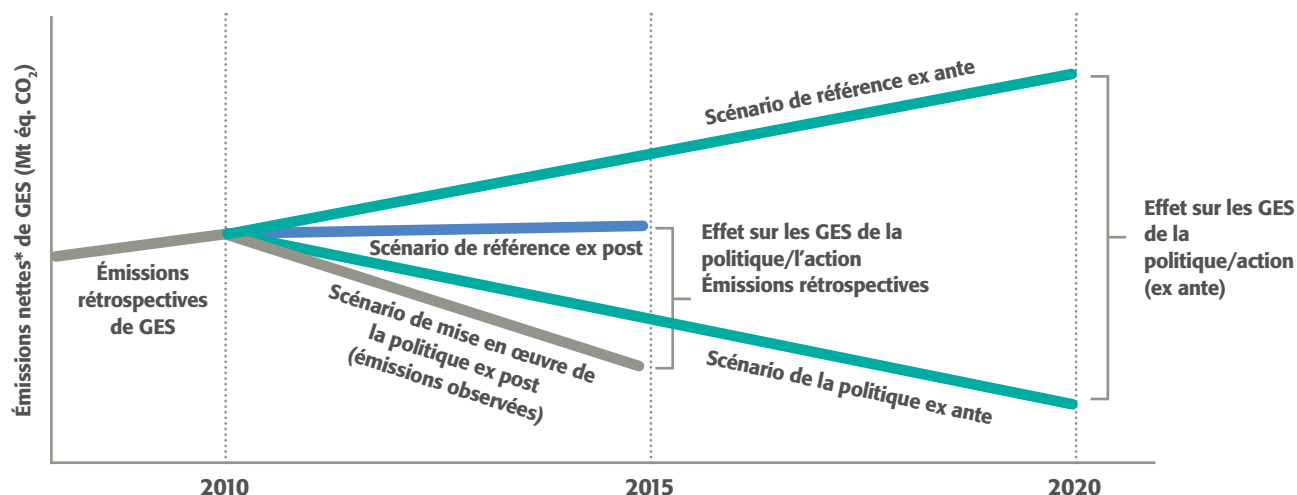 Émissions nettes* de GES (Mt éq. CO₂)
Émissions
rétrospectives
de GES
Scénario de référence ex ante
Scénario de référence ex post
Scénario de mise en œuvre de
la politique ex post
(émissions observées)
Effet sur les GES de la
politique/l’action
Émissions rétrospectives
Scénario de la politique ex ante
Effet sur les GES
de la
politique/action
(ex ante)
2010
2015
2020